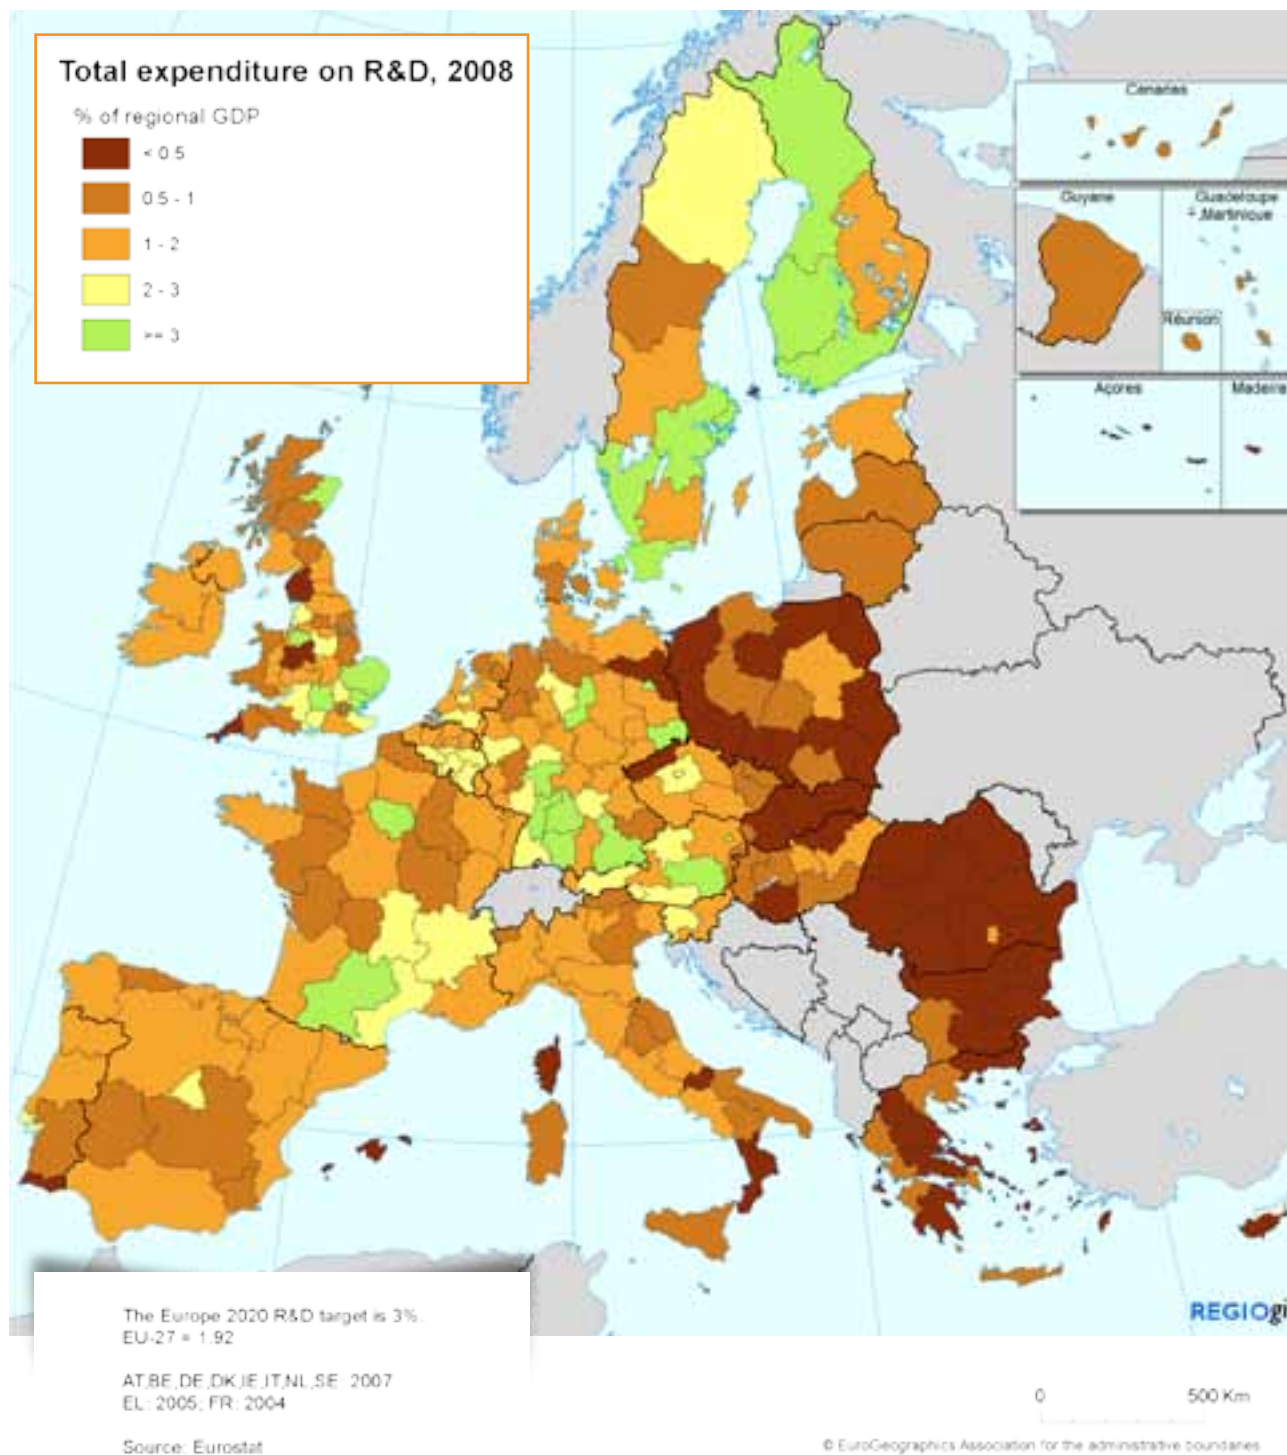 Total expenditure on R&D, 2008
% of regional GDP
< 0.5
0.5 - 1
1 - 2
2 - 3
>= 3
Canarias
Guyane
Guadeloupe
Martinique
Réunion
Açores
Madeira
REGIOgi
The Europe 2020 R&D target is 3%.
EU-27 = 1.92
AT,BE,DE,DK,IE,IT,NL,SE: 2007
EL: 2005; FR: 2004
Source: Eurostat
0 500 Km
© EuroGeographics Association for the administrative boundaries